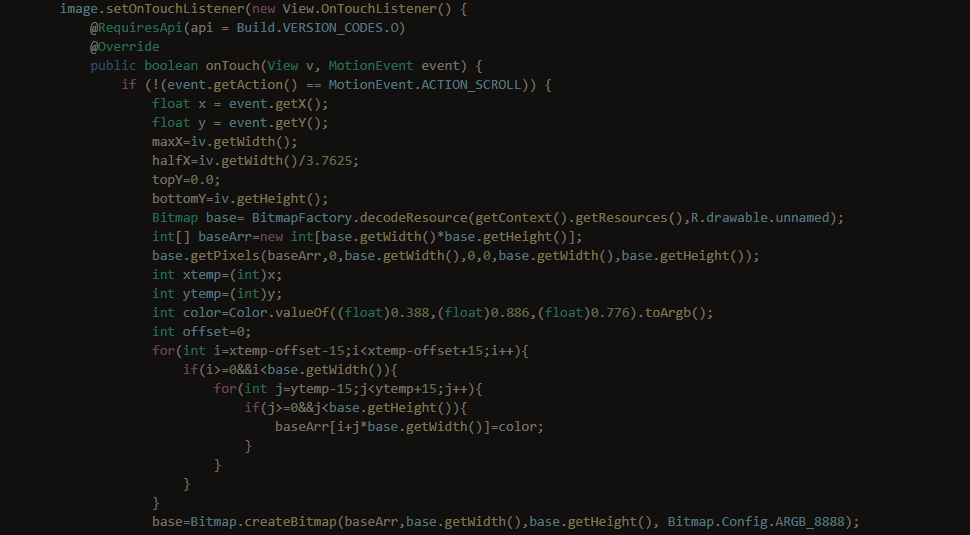 image.setOnTouchListener(new View.OnTouchListener() {
@RequiresApi(api = Build.VERSION_CODES.O)
@Override
public boolean onTouch(View v, MotionEvent event) {
if (!(event.getAction() == MotionEvent.ACTION_SCROLL)) {
float x = event.getX();
float y = event.getY();
maxX=iv.getWidth();
halfX=iv.getWidth()/3.7625;
topY=0.0;
bottomY=iv.getHeight();
Bitmap base= BitmapFactory.decodeResource(getContext().getResources(),R.drawable.unnamed);
int[] baseArr=new int[base.getWidth()*base.getHeight()];
base.getPixels(baseArr,0,base.getWidth(),0,0,base.getWidth(),base.getHeight());
int xtemp=(int)x;
int ytemp=(int)y;
int color=Color.valueOf((float)0.388,(float)0.886,(float)0.776).toArgb();
int offset=0;
for(int i=xtemp-offset-15;i<xtemp-offset+15;i++){
if(i>=0&&i<base.getWidth()){
for(int j=ytemp-15;j<ytemp+15;j++){
if(j>=0&&j<base.getHeight()){
baseArr[i+j*base.getWidth()]=color;
}
}
}
}
base=Bitmap.createBitmap(baseArr,base.getWidth(),base.getHeight(), Bitmap.Config.ARGB_8888);